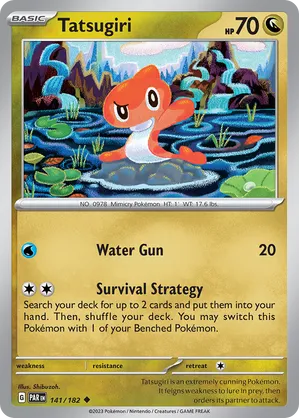 BASIC
Tatsugiri
HP 70
NO. 0978 Mimicry Pokémon HT: 1' WT: 17.6 lbs.
Water Gun 20
Survival Strategy
Search your deck for up to 2 cards and put them into your
hand. Then, shuffle your deck. You may switch this
Pokémon with 1 of your Benched Pokémon.
weakness resistance retreat
Illus. Shibuzoh.
G PAR EN 141/182
Tatsugiri is an extremely cunning Pokémon.
It feigns weakness to lure in prey, then
orders its partner to attack.
©2023 Pokémon / Nintendo / Creatures / GAME FREAK